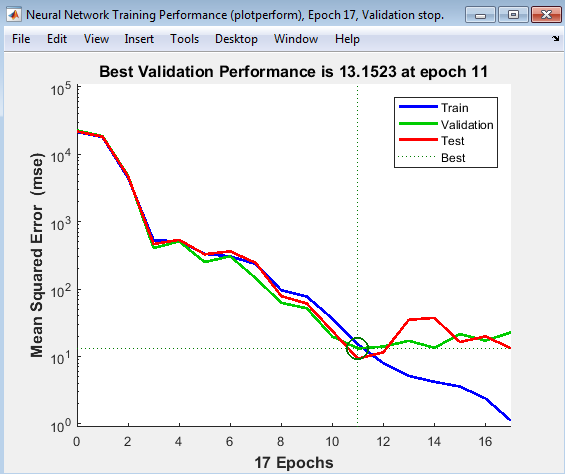 Neural Network Training Performance (plotperform), Epoch 17, Validation stop.
File Edit View Insert Tools Desktop Window Help
Best Validation Performance is 13.1523 at epoch 11
Mean Squared Error (mse)
10^5
10^4
10^3
10^2
10^1
10^0
Train
Validation
Test
Best
0 2 4 6 8 10 12 14 16
17 Epochs